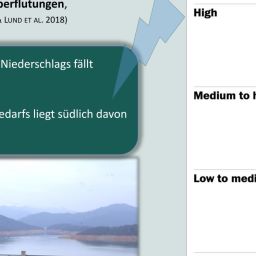 berflutungen,
LUND ET AL. 2018)
Niederschlags fällt
edarfs liegt südlich davon
High
Medium to h
Low to medi